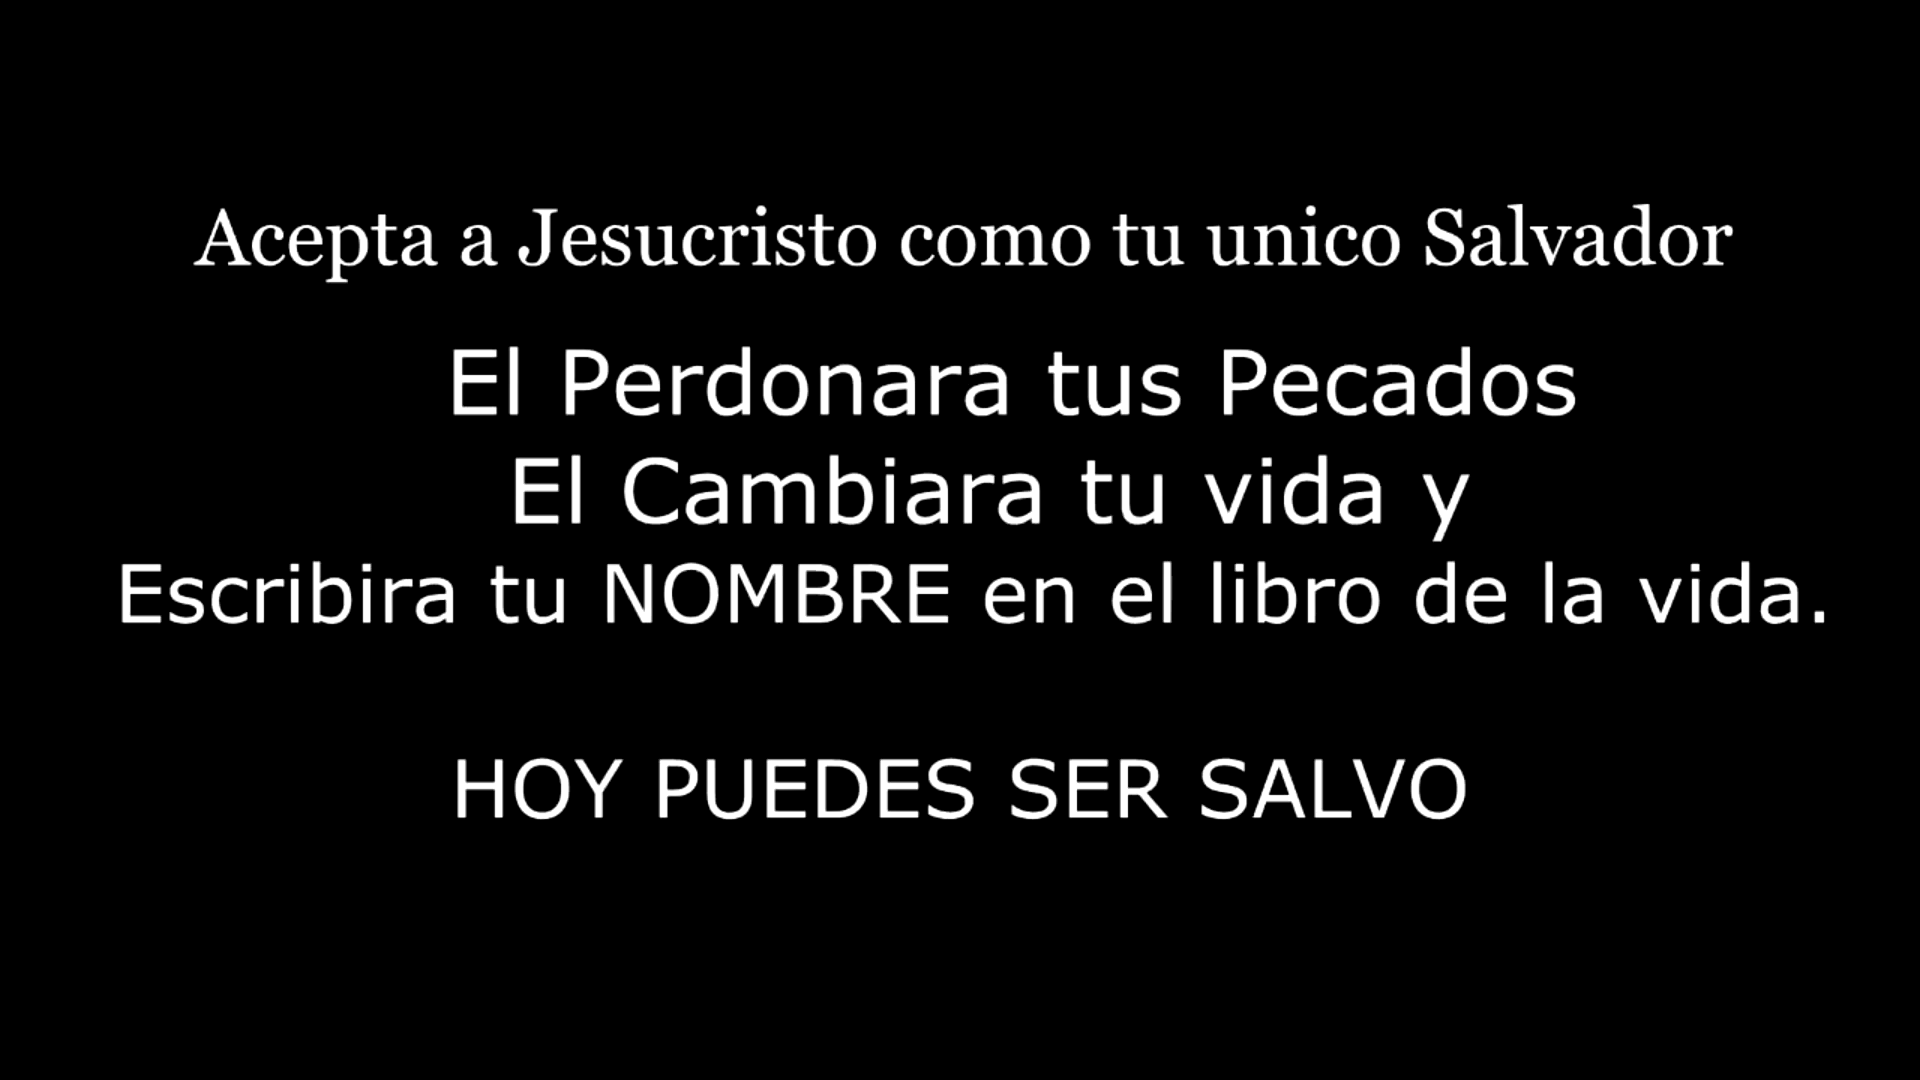 Acepta a Jesucristo como tu unico Salvador
El Perdonara tus Pecados
El Cambiara tu vida y
Escribira tu NOMBRE en el libro de la vida.
HOY PUEDES SER SALVO